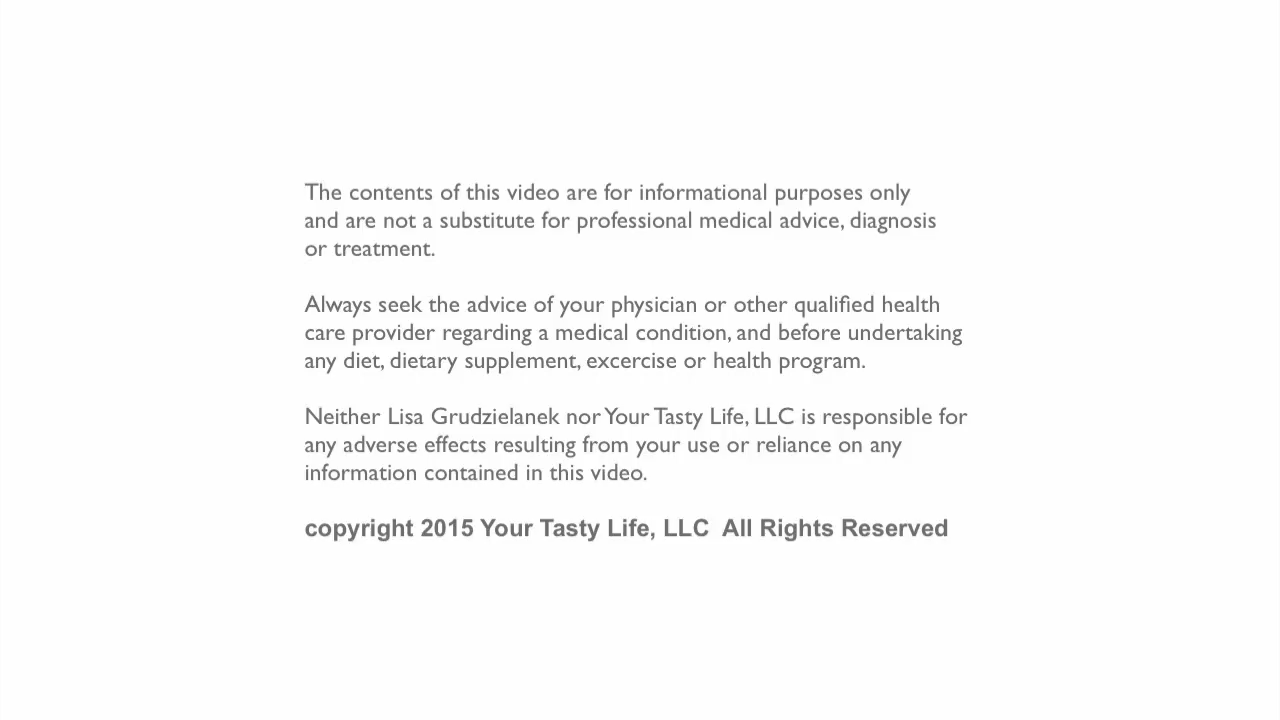 The contents of this video are for informational purposes only
and are not a substitute for professional medical advice, diagnosis
or treatment.
Always seek the advice of your physician or other qualified health
care provider regarding a medical condition, and before undertaking
any diet, dietary supplement, excercise or health program.
Neither Lisa Grudzielanek nor Your Tasty Life, LLC is responsible for
any adverse effects resulting from your use or reliance on any
information contained in this video.
copyright 2015 Your Tasty Life, LLC  All Rights Reserved